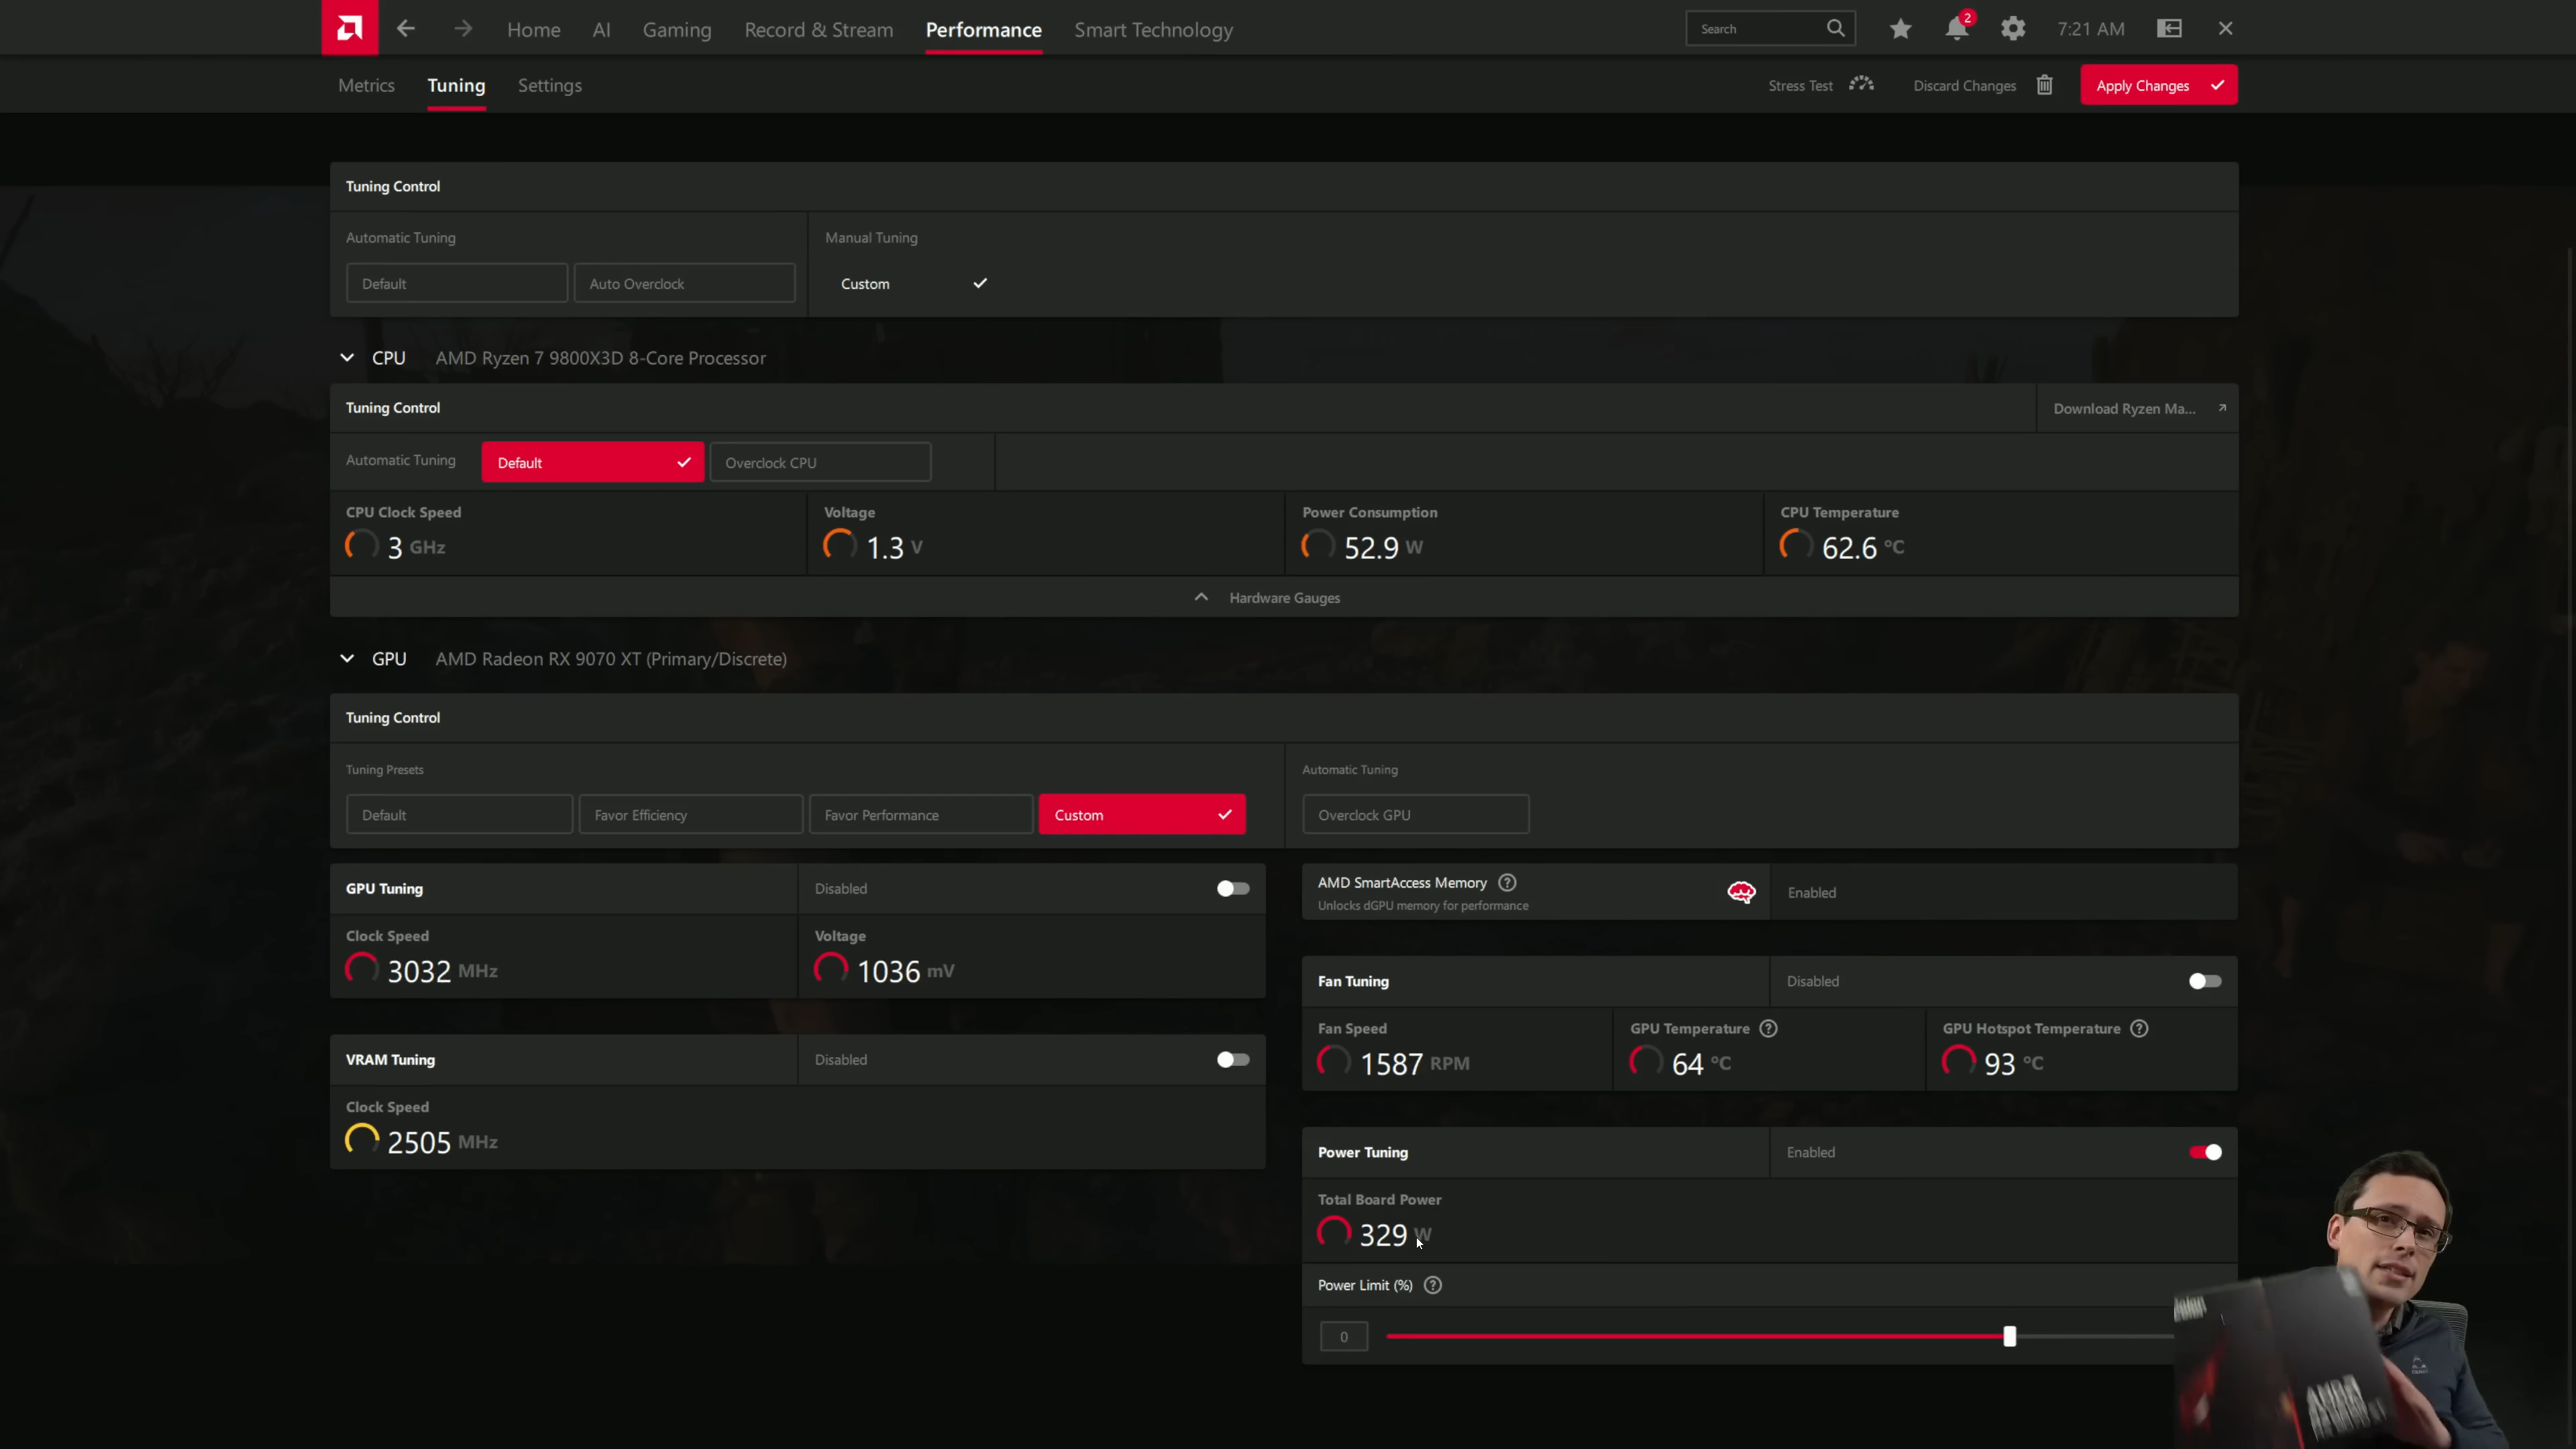 Home AI Gaming Record & Stream Performance Smart Technology Search 2 7:21 AM
Metrics Tuning Settings Stress Test Discard Changes Apply Changes
Tuning Control
Automatic Tuning Manual Tuning
Default Auto Overclock Custom
CPU AMD Ryzen 7 9800X3D 8-Core Processor
Tuning Control Download Ryzen Ma...
Automatic Tuning Default Overclock CPU
CPU Clock Speed Voltage Power Consumption CPU Temperature
3 GHz 1.3 V 52.9 W 62.6 °C
Hardware Gauges
GPU AMD Radeon RX 9070 XT (Primary/Discrete)
Tuning Control
Tuning Presets Automatic Tuning
Default Favor Efficiency Favor Performance Custom Overclock GPU
GPU Tuning Disabled
Clock Speed Voltage
3032 MHz 1036 mV
VRAM Tuning Disabled
Clock Speed
2505 MHz
AMD SmartAccess Memory Enabled
Unlocks dGPU memory for performance
Fan Tuning Disabled
Fan Speed GPU Temperature GPU Hotspot Temperature
1587 RPM 64 °C 93 °C
Power Tuning Enabled
Total Board Power
329 W
Power Limit (%)
0